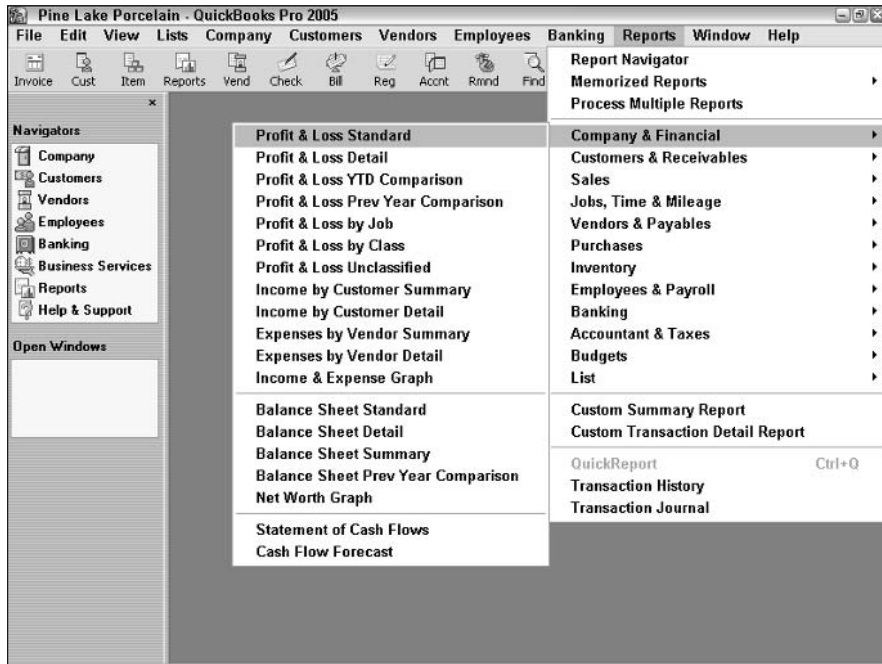 Pine Lake Porcelain - QuickBooks Pro 2005
File Edit View Lists Company Customers Vendors Employees Banking Reports Window Help
Invoice Cust Item Reports Vend Check Bill Reg Accnt Rmnd Find
Navigators
Company
Customers
Vendors
Employees
Banking
Business Services
Reports
Help & Support
Open Windows
Profit & Loss Standard
Profit & Loss Detail
Profit & Loss YTD Comparison
Profit & Loss Prev Year Comparison
Profit & Loss by Job
Profit & Loss by Class
Profit & Loss Unclassified
Income by Customer Summary
Income by Customer Detail
Expenses by Vendor Summary
Expenses by Vendor Detail
Income & Expense Graph
Balance Sheet Standard
Balance Sheet Detail
Balance Sheet Summary
Balance Sheet Prev Year Comparison
Net Worth Graph
Statement of Cash Flows
Cash Flow Forecast
Report Navigator
Memorized Reports
Process Multiple Reports
Company & Financial
Customers & Receivables
Sales
Jobs, Time & Mileage
Vendors & Payables
Purchases
Inventory
Employees & Payroll
Banking
Accountant & Taxes
Budgets
List
Custom Summary Report
Custom Transaction Detail Report
QuickReport Ctrl+Q
Transaction History
Transaction Journal